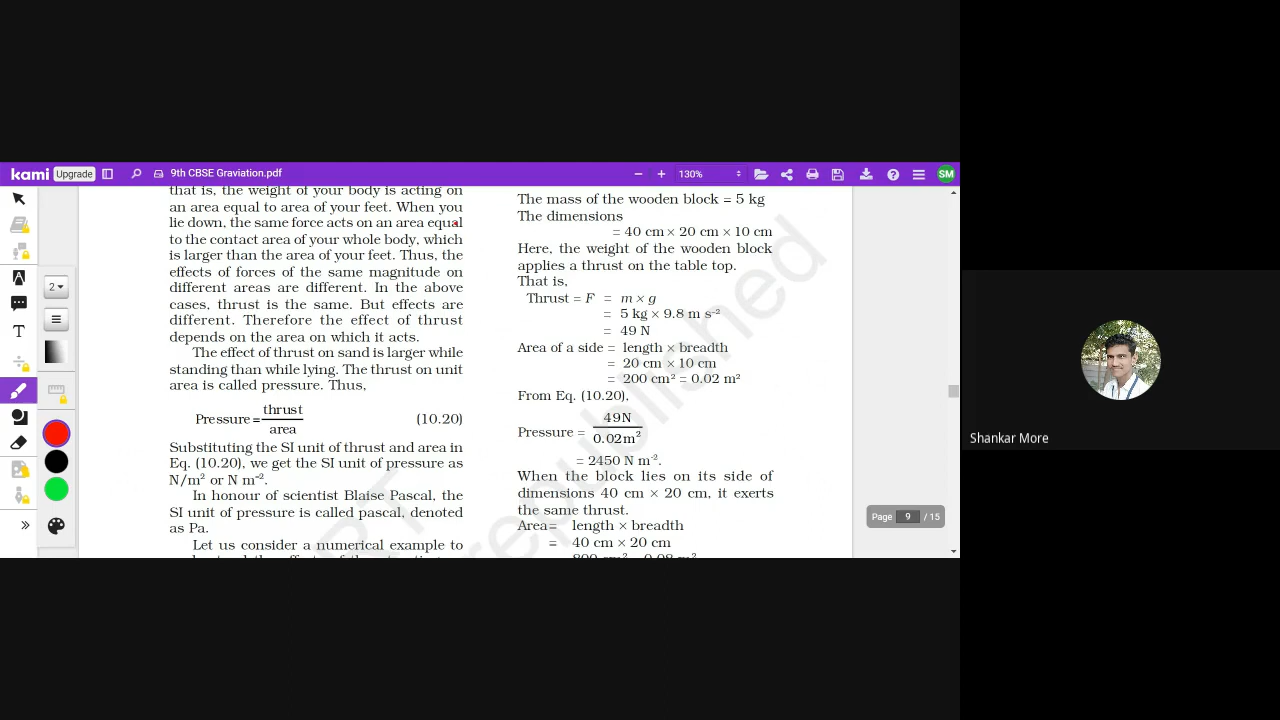 kami Upgrade 9th CBSE Graviation.pdf 130% SM
that is, the weight of your body is acting on
an area equal to area of your feet. When you
lie down, the same force acts on an area equal
to the contact area of your whole body, which
is larger than the area of your feet. Thus, the
effects of forces of the same magnitude on
different areas are different. In the above
cases, thrust is the same. But effects are
different. Therefore the effect of thrust
depends on the area on which it acts.
The effect of thrust on sand is larger while
standing than while lying. The thrust on unit
area is called pressure. Thus,
Pressure = thrust / area (10.20)
Substituting the SI unit of thrust and area in
Eq. (10.20), we get the SI unit of pressure as
N/m² or N m⁻².
In honour of scientist Blaise Pascal, the
SI unit of pressure is called pascal, denoted
as Pa.
Let us consider a numerical example to
The mass of the wooden block = 5 kg
The dimensions
= 40 cm × 20 cm × 10 cm
Here, the weight of the wooden block
applies a thrust on the table top.
That is,
Thrust = F = m × g
= 5 kg × 9.8 m s⁻²
= 49 N
Area of a side = length × breadth
= 20 cm × 10 cm
= 200 cm² = 0.02 m²
From Eq. (10.20),
Pressure = 49N / 0.02m²
= 2450 N m⁻².
When the block lies on its side of
dimensions 40 cm × 20 cm, it exerts
the same thrust.
Area= length × breadth
= 40 cm × 20 cm
800 cm² = 0.08 m²
republished
Page 9 / 15
2
T
Shankar More